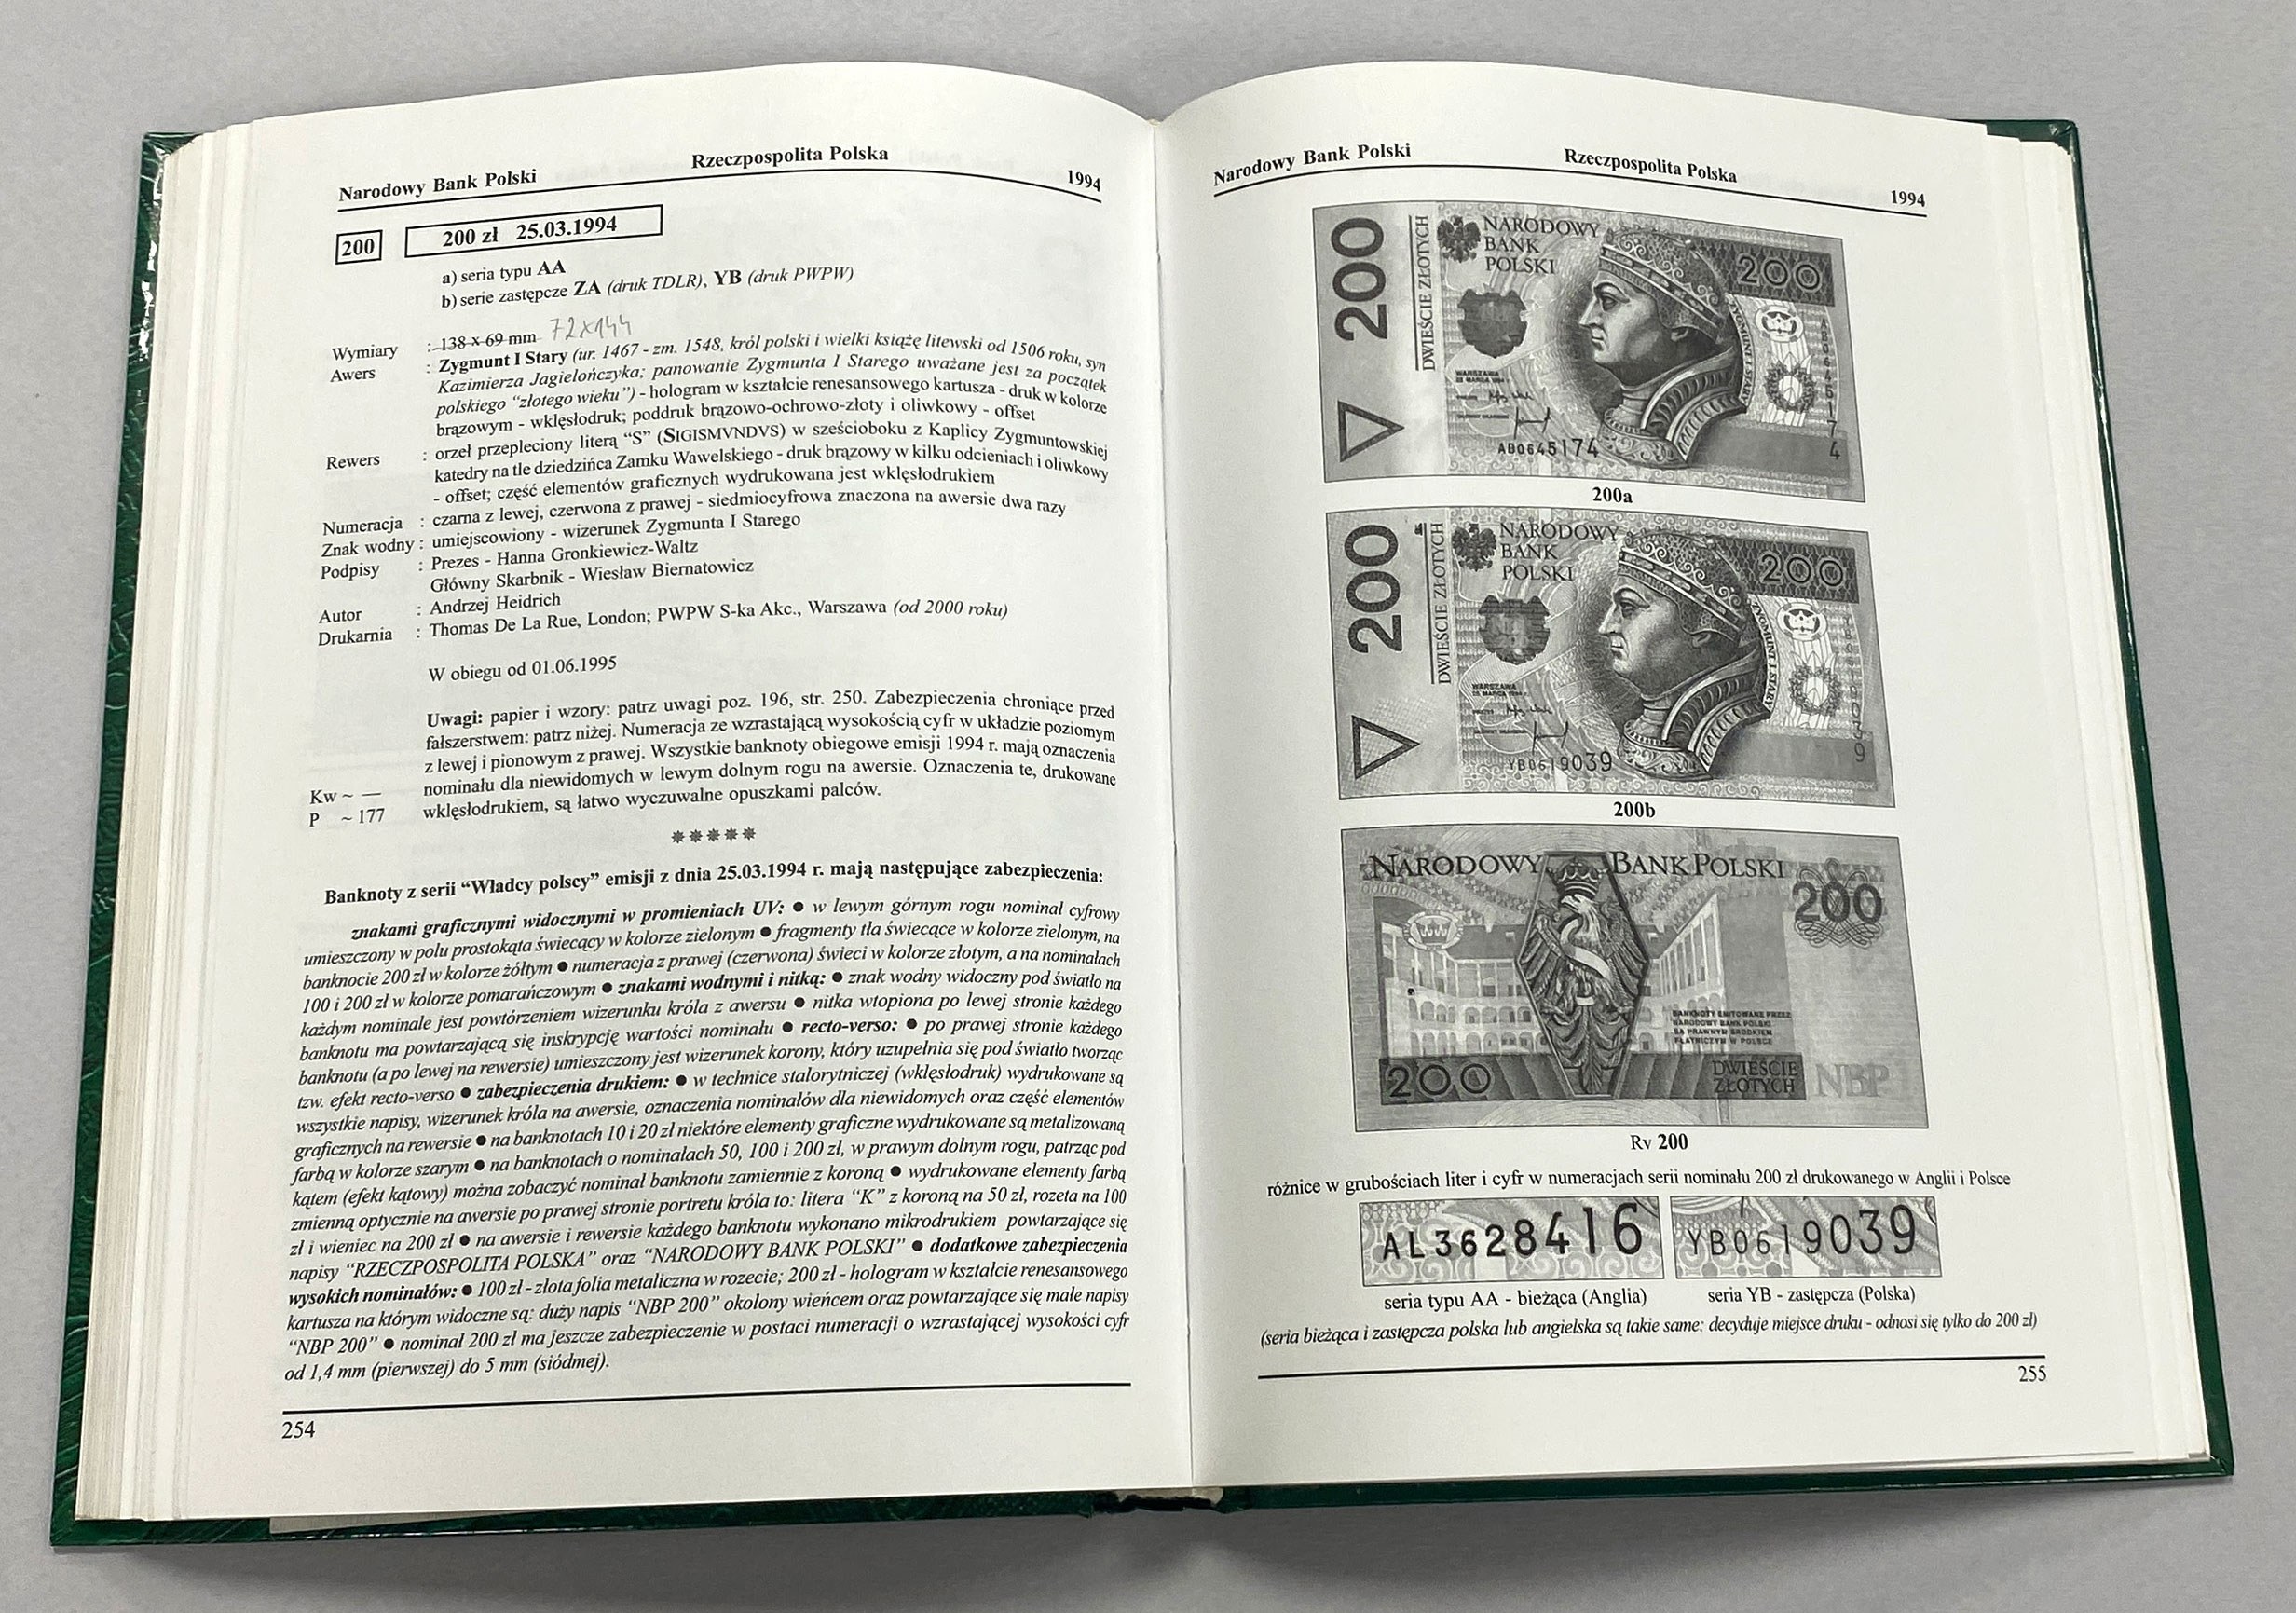 Narodowy Bank Polski Rzeczpospolita Polska 1994
200 200 zł 25.03.1994
a) seria typu AA
b) serie zastępcze ZA (druk TDLR), YB (druk PWPW)
Wymiary : 138 x 69 mm 72x144
Awers : Zygmunt I Stary (ur. 1467 - zm. 1548, król polski i wielki książę litewski od 1506 roku, syn
Kazimierza Jagielończyka; panowanie Zygmunta I Starego uważane jest za początek
polskiego “złotego wieku”) - hologram w kształcie renesansowego kartusza - druk w kolorze
brązowym - wklęsłodruk; poddruk brązowo-ochrowo-złoty i oliwkowy - offset
Rewers : orzeł przepleciony literą “S” (SIGISMVNDVS) w sześcioboku z Kaplicy Zygmuntowskiej
katedry na tle dziedzińca Zamku Wawelskiego - druk brązowy w kilku odcieniach i oliwkowy
- offset; część elementów graficznych wydrukowana jest wklęsłodrukiem
Numeracja : czarna z lewej, czerwona z prawej - siedmiocyfrowa znaczona na awersie dwa razy
Znak wodny : umiejscowiony - wizerunek Zygmunta I Starego
Podpisy : Prezes - Hanna Gronkiewicz-Waltz
Główny Skarbnik - Wiesław Biernatowicz
Autor : Andrzej Heidrich
Drukarnia : Thomas De La Rue, London; PWPW S-ka Akc., Warszawa (od 2000 roku)
W obiegu od 01.06.1995
Uwagi: papier i wzory: patrz uwagi poz. 196, str. 250. Zabezpieczenia chroniące przed
fałszerstwem: patrz niżej. Numeracja ze wzrastającą wysokością cyfr w układzie poziomym
z lewej i pionowym z prawej. Wszystkie banknoty obiegowe emisji 1994 r. mają oznaczenia
nominału dla niewidomych w lewym dolnym rogu na awersie. Oznaczenia te, drukowane
wklęsłodrukiem, są łatwo wyczuwalne opuszkami palców.
Kw ~ —
P ~ 177
*****
Banknoty z serii “Władcy polscy” emisji z dnia 25.03.1994 r. mają następujące zabezpieczenia:
znakami graficznymi widocznymi w promieniach UV: ● w lewym górnym rogu nominał cyfrowy
umieszczony w polu prostokąta świecący w kolorze zielonym ● fragmenty tła świecące w kolorze zielonym, na
banknocie 200 zł w kolorze żółtym ● numeracja z prawej (czerwona) świeci w kolorze złotym, a na nominałach
100 i 200 zł w kolorze pomarańczowym ● znakami wodnymi i nitką: ● znak wodny widoczny pod światło na
każdym nominale jest powtórzeniem wizerunku króla z awersu ● nitka wtopiona po lewej stronie każdego
banknotu ma powtarzającą się inskrypcję wartości nominału ● recto-verso: ● po prawej stronie każdego
banknotu (a po lewej na rewersie) umieszczony jest wizerunek korony, który uzupełnia się pod światło tworząc
tzw. efekt recto-verso ● zabezpieczenia drukiem: ● w technice stalorytniczej (wklęsłodruk) wydrukowane są
wszystkie napisy, wizerunek króla na awersie, oznaczenia nominałów dla niewidomych oraz część elementów
graficznych na rewersie ● na banknotach 10 i 20 zł niektóre elementy graficzne wydrukowane są metalizowaną
farbą w kolorze szarym ● na banknotach o nominałach 50, 100 i 200 zł, w prawym dolnym rogu, patrząc pod
kątem (efekt kątowy) można zobaczyć nominał banknotu zamiennie z koroną ● wydrukowane elementy farbą
zmienną optycznie na awersie po prawej stronie portretu króla to: litera “K” z koroną na 50 zł, rozeta na 100
zł i wieniec na 200 zł ● na awersie i rewersie każdego banknotu wykonano mikrodrukiem powtarzające się
napisy “RZECZPOSPOLITA POLSKA” oraz “NARODOWY BANK POLSKI” ● dodatkowe zabezpieczenia
wysokich nominałów: ● 100 zł - złota folia metaliczna w rozecie; 200 zł - hologram w kształcie renesansowego
kartusza na którym widoczne są: duży napis “NBP 200” okolony wieńcem oraz powtarzające się małe napisy
“NBP 200” ● nominał 200 zł ma jeszcze zabezpieczenie w postaci numeracji o wzrastającej wysokości cyfr
od 1,4 mm (pierwszej) do 5 mm (siódmej).
254
Narodowy Bank Polski Rzeczpospolita Polska 1994
200
DWIEŚCIE ZŁOTYCH
NARODOWY
BANK
POLSKI
200
ZYGMUNT I STARY
WARSZAWA
25 MARCA 1994 r.
200a
200
DWIEŚCIE ZŁOTYCH
NARODOWY
BANK
POLSKI
200
ZYGMUNT I STARY
WARSZAWA
25 MARCA 1994 r.
YB0619039
200b
NARODOWY BANK POLSKI
200
BANKNOTY EMITOWANE PRZEZ
NARODOWY BANK POLSKI
SĄ PRAWNYM ŚRODKIEM
PŁATNICZYM W POLSCE
200
DWIEŚCIE
ZŁOTYCH
NBP
Rv 200
różnice w grubościach liter i cyfr w numeracjach serii nominału 200 zł drukowanego w Anglii i Polsce
AL3628416 YB0619039
seria typu AA - bieżąca (Anglia) seria YB - zastępcza (Polska)
(seria bieżąca i zastępcza polska lub angielska są takie same: decyduje miejsce druku - odnosi się tylko do 200 zł)
255